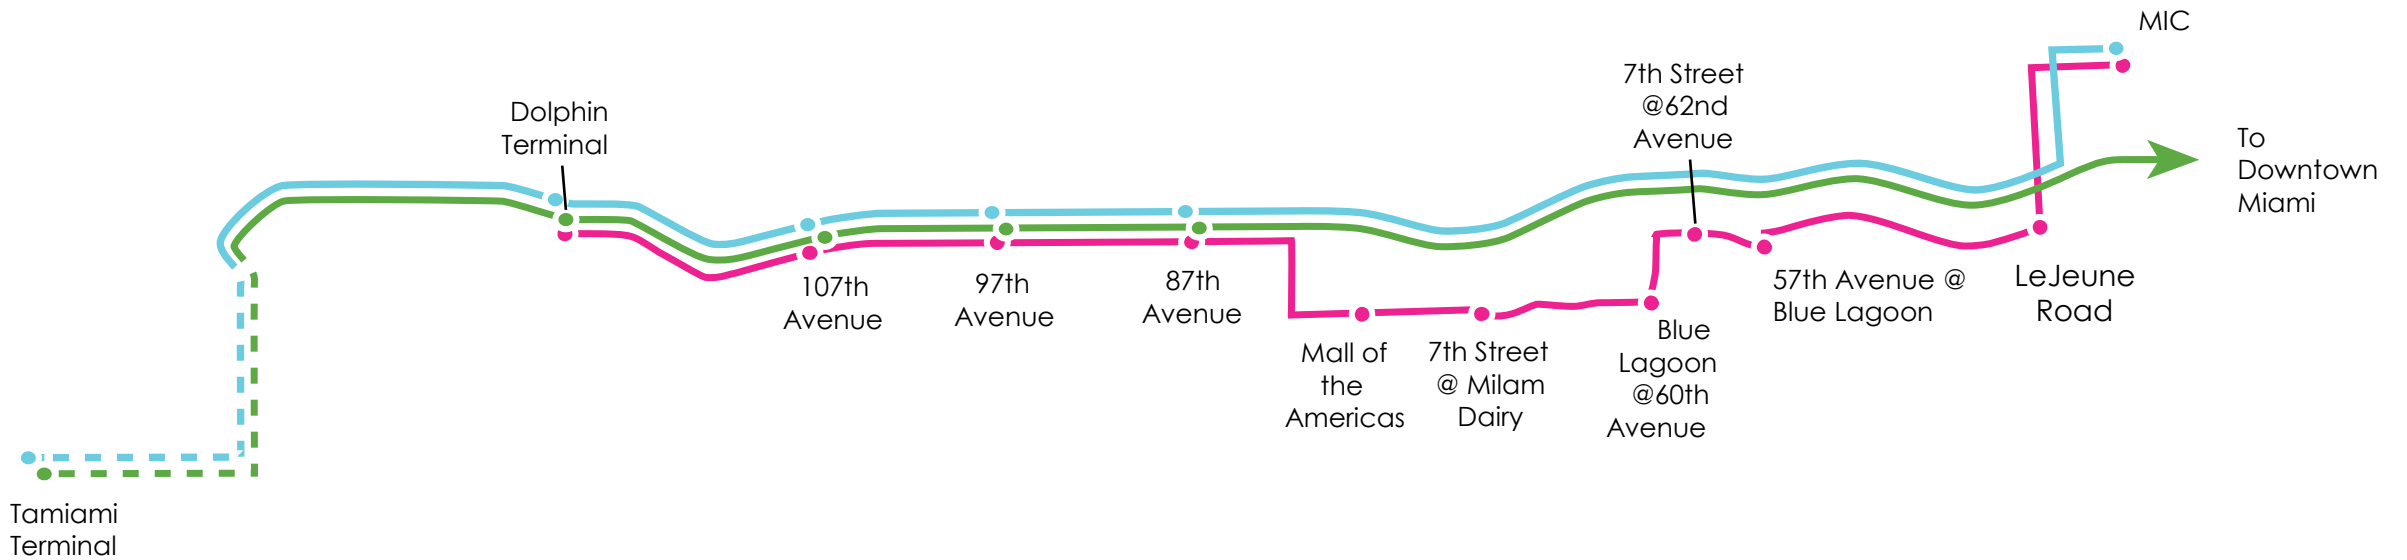 MIC
7th Street
@62nd
Avenue
Dolphin
Terminal
To
Downtown
Miami
107th
Avenue
97th
Avenue
87th
Avenue
57th Avenue @
Blue Lagoon
LeJeune
Road
Mall of
the
Americas
7th Street
@ Milam
Dairy
Blue
Lagoon
@60th
Avenue
Tamiami
Terminal